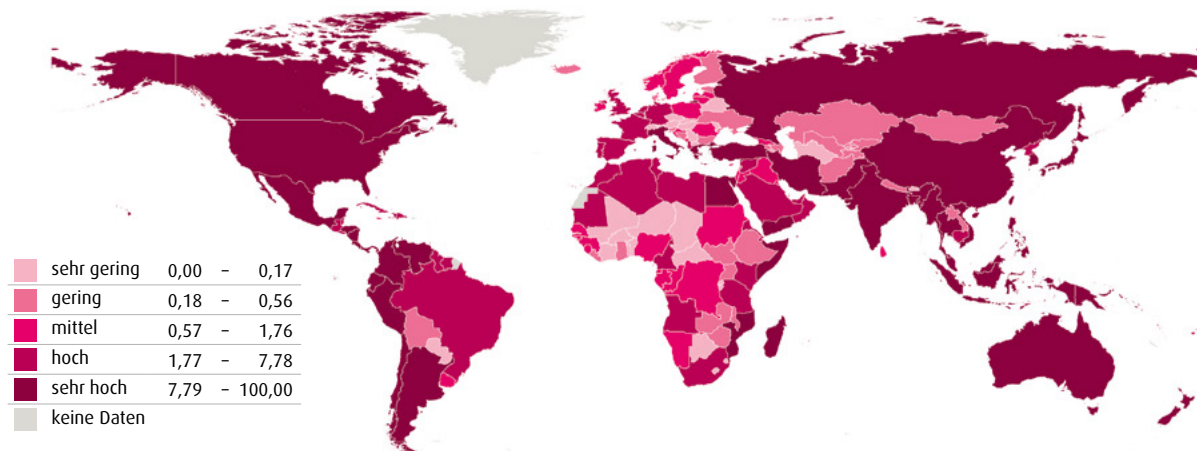 sehr gering 0,00 – 0,17
gering 0,18 – 0,56
mittel 0,57 – 1,76
hoch 1,77 – 7,78
sehr hoch 7,79 – 100,00
keine Daten